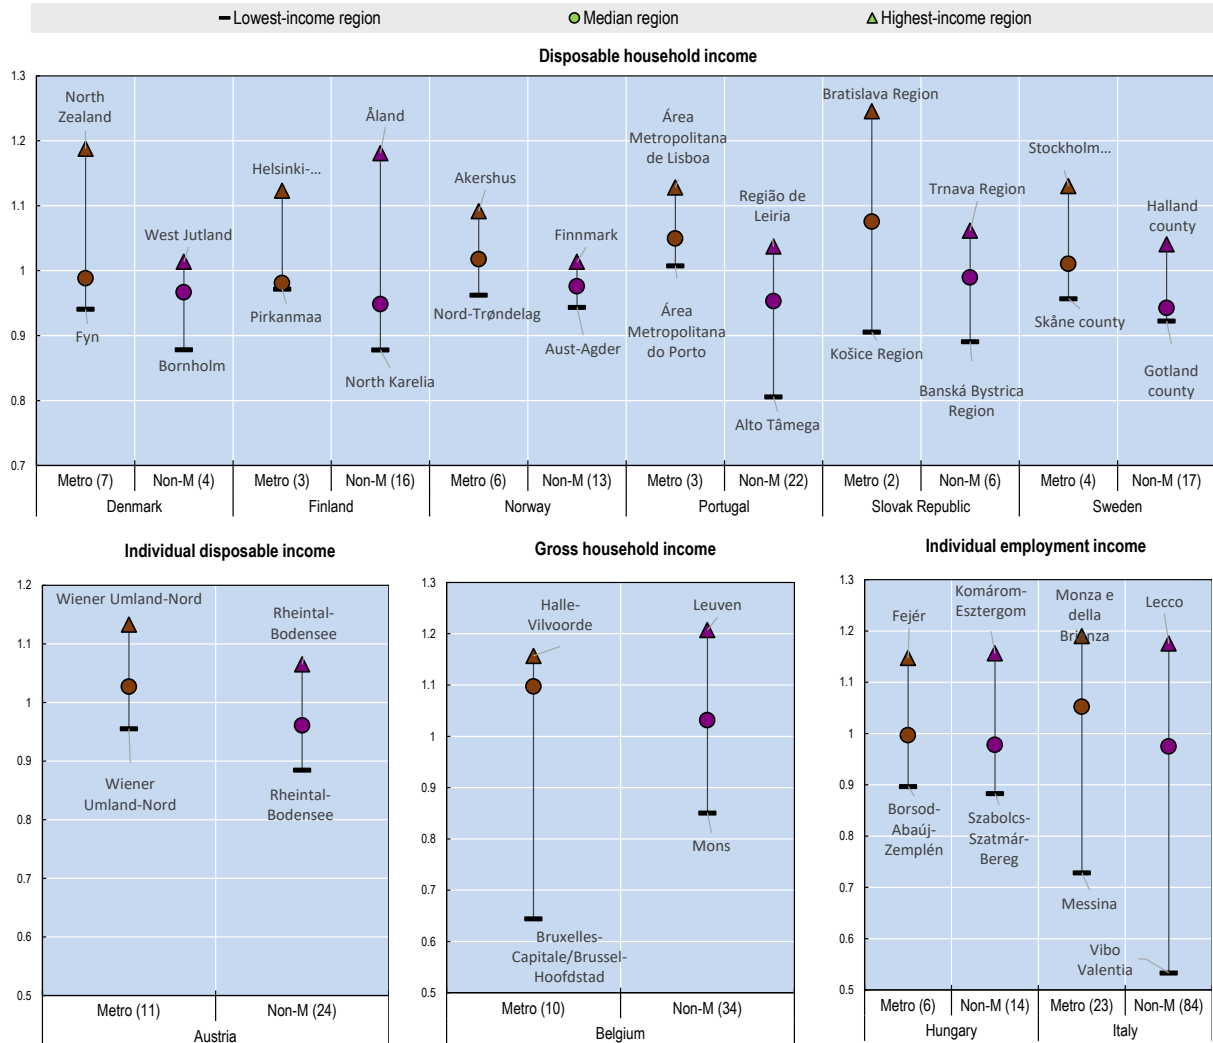 Lowest-income region
Median region
Highest-income region
Disposable household income
1.3
1.2
1.1
1
0.9
0.8
0.7
North
Zealand
Fyn
West Jutland
Bornholm
Helsinki-...
Pirkanmaa
Åland
North Karelia
Akershus
Nord-Trøndelag
Finnmark
Aust-Agder
Área
Metropolitana
de Lisboa
Área
Metropolitana
do Porto
Região de
Leiria
Alto Tâmega
Bratislava Region
Košice Region
Trnava Region
Banská Bystrica
Region
Stockholm...
Skåne county
Halland
county
Gotland
county
Metro (7)
Non-M (4)
Metro (3)
Non-M (16)
Metro (6)
Non-M (13)
Metro (3)
Non-M (22)
Metro (2)
Non-M (6)
Metro (4)
Non-M (17)
Denmark
Finland
Norway
Portugal
Slovak Republic
Sweden
Individual disposable income
1.2
1.1
1
0.9
0.8
0.7
0.6
0.5
Wiener Umland-Nord
Wiener
Umland-Nord
Rheintal-
Bodensee
Rheintal-
Bodensee
Metro (11)
Non-M (24)
Austria
Gross household income
1.3
1.2
1.1
1
0.9
0.8
0.7
0.6
0.5
Halle-
Vilvoorde
Bruxelles-
Capitale/Brussel-
Hoofdstad
Leuven
Mons
Metro (10)
Non-M (34)
Belgium
Individual employment income
1.3
1.2
1.1
1
0.9
0.8
0.7
0.6
0.5
Fejér
Borsod-
Abaúj-
Zemplén
Komárom-
Esztergom
Szabolcs-
Szatmár-
Bereg
Monza e
della
Brianza
Messina
Lecco
Vibo
Valentia
Metro (6)
Non-M (14)
Metro (23)
Non-M (84)
Hungary
Italy